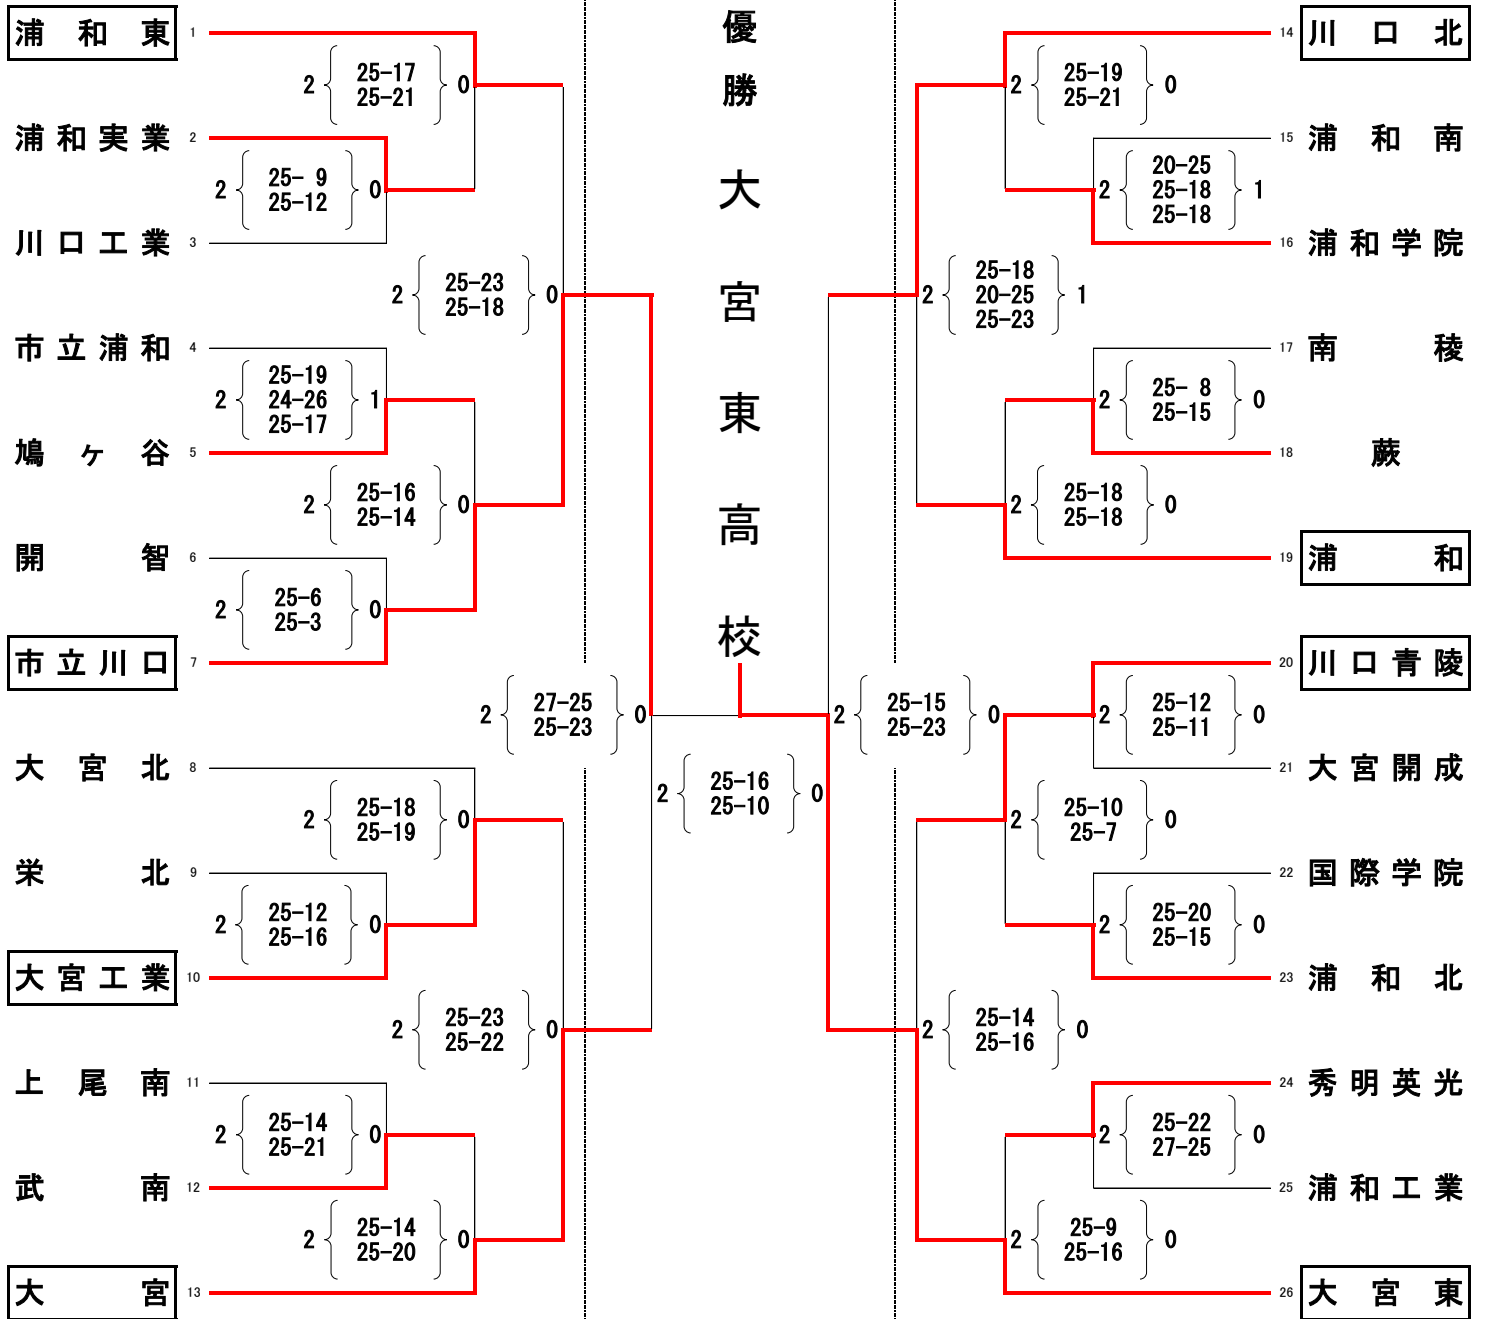 優勝 大宮東高校
1 浦和東
2 浦和実業
3 川口工業
4 市立浦和
5 鳩ヶ谷
6 開智
7 市立川口
8 大宮北
9 栄北
10 大宮工業
11 上尾南
12 武南
13 大宮
2 25-17 0
25-21
2 25- 9 0
25-12
2 25-23 0
25-18
2 25-19 1
24-26
25-17
2 25-16 0
25-14
2 25-6 0
25-3
2 27-25 0
25-23
2 25-18 0
25-19
2 25-12 0
25-16
2 25-23 0
25-22
2 25-14 0
25-21
2 25-14 0
25-20
2 25-16 0
25-10
14 川口北
15 浦和南
16 浦和学院
17 南稜
18 蕨
19 浦和
20 川口青陵
21 大宮開成
22 国際学院
23 浦和北
24 秀明英光
25 浦和工業
26 大宮東
2 25-19 0
25-21
2 20-25 1
25-18
25-18
2 25-18 1
20-25
25-23
2 25- 8 0
25-15
2 25-18 0
25-18
2 25-15 0
25-23
2 25-12 0
25-11
2 25-10 0
25-7
2 25-20 0
25-15
2 25-14 0
25-16
2 25-22 0
27-25
2 25-9 0
25-16